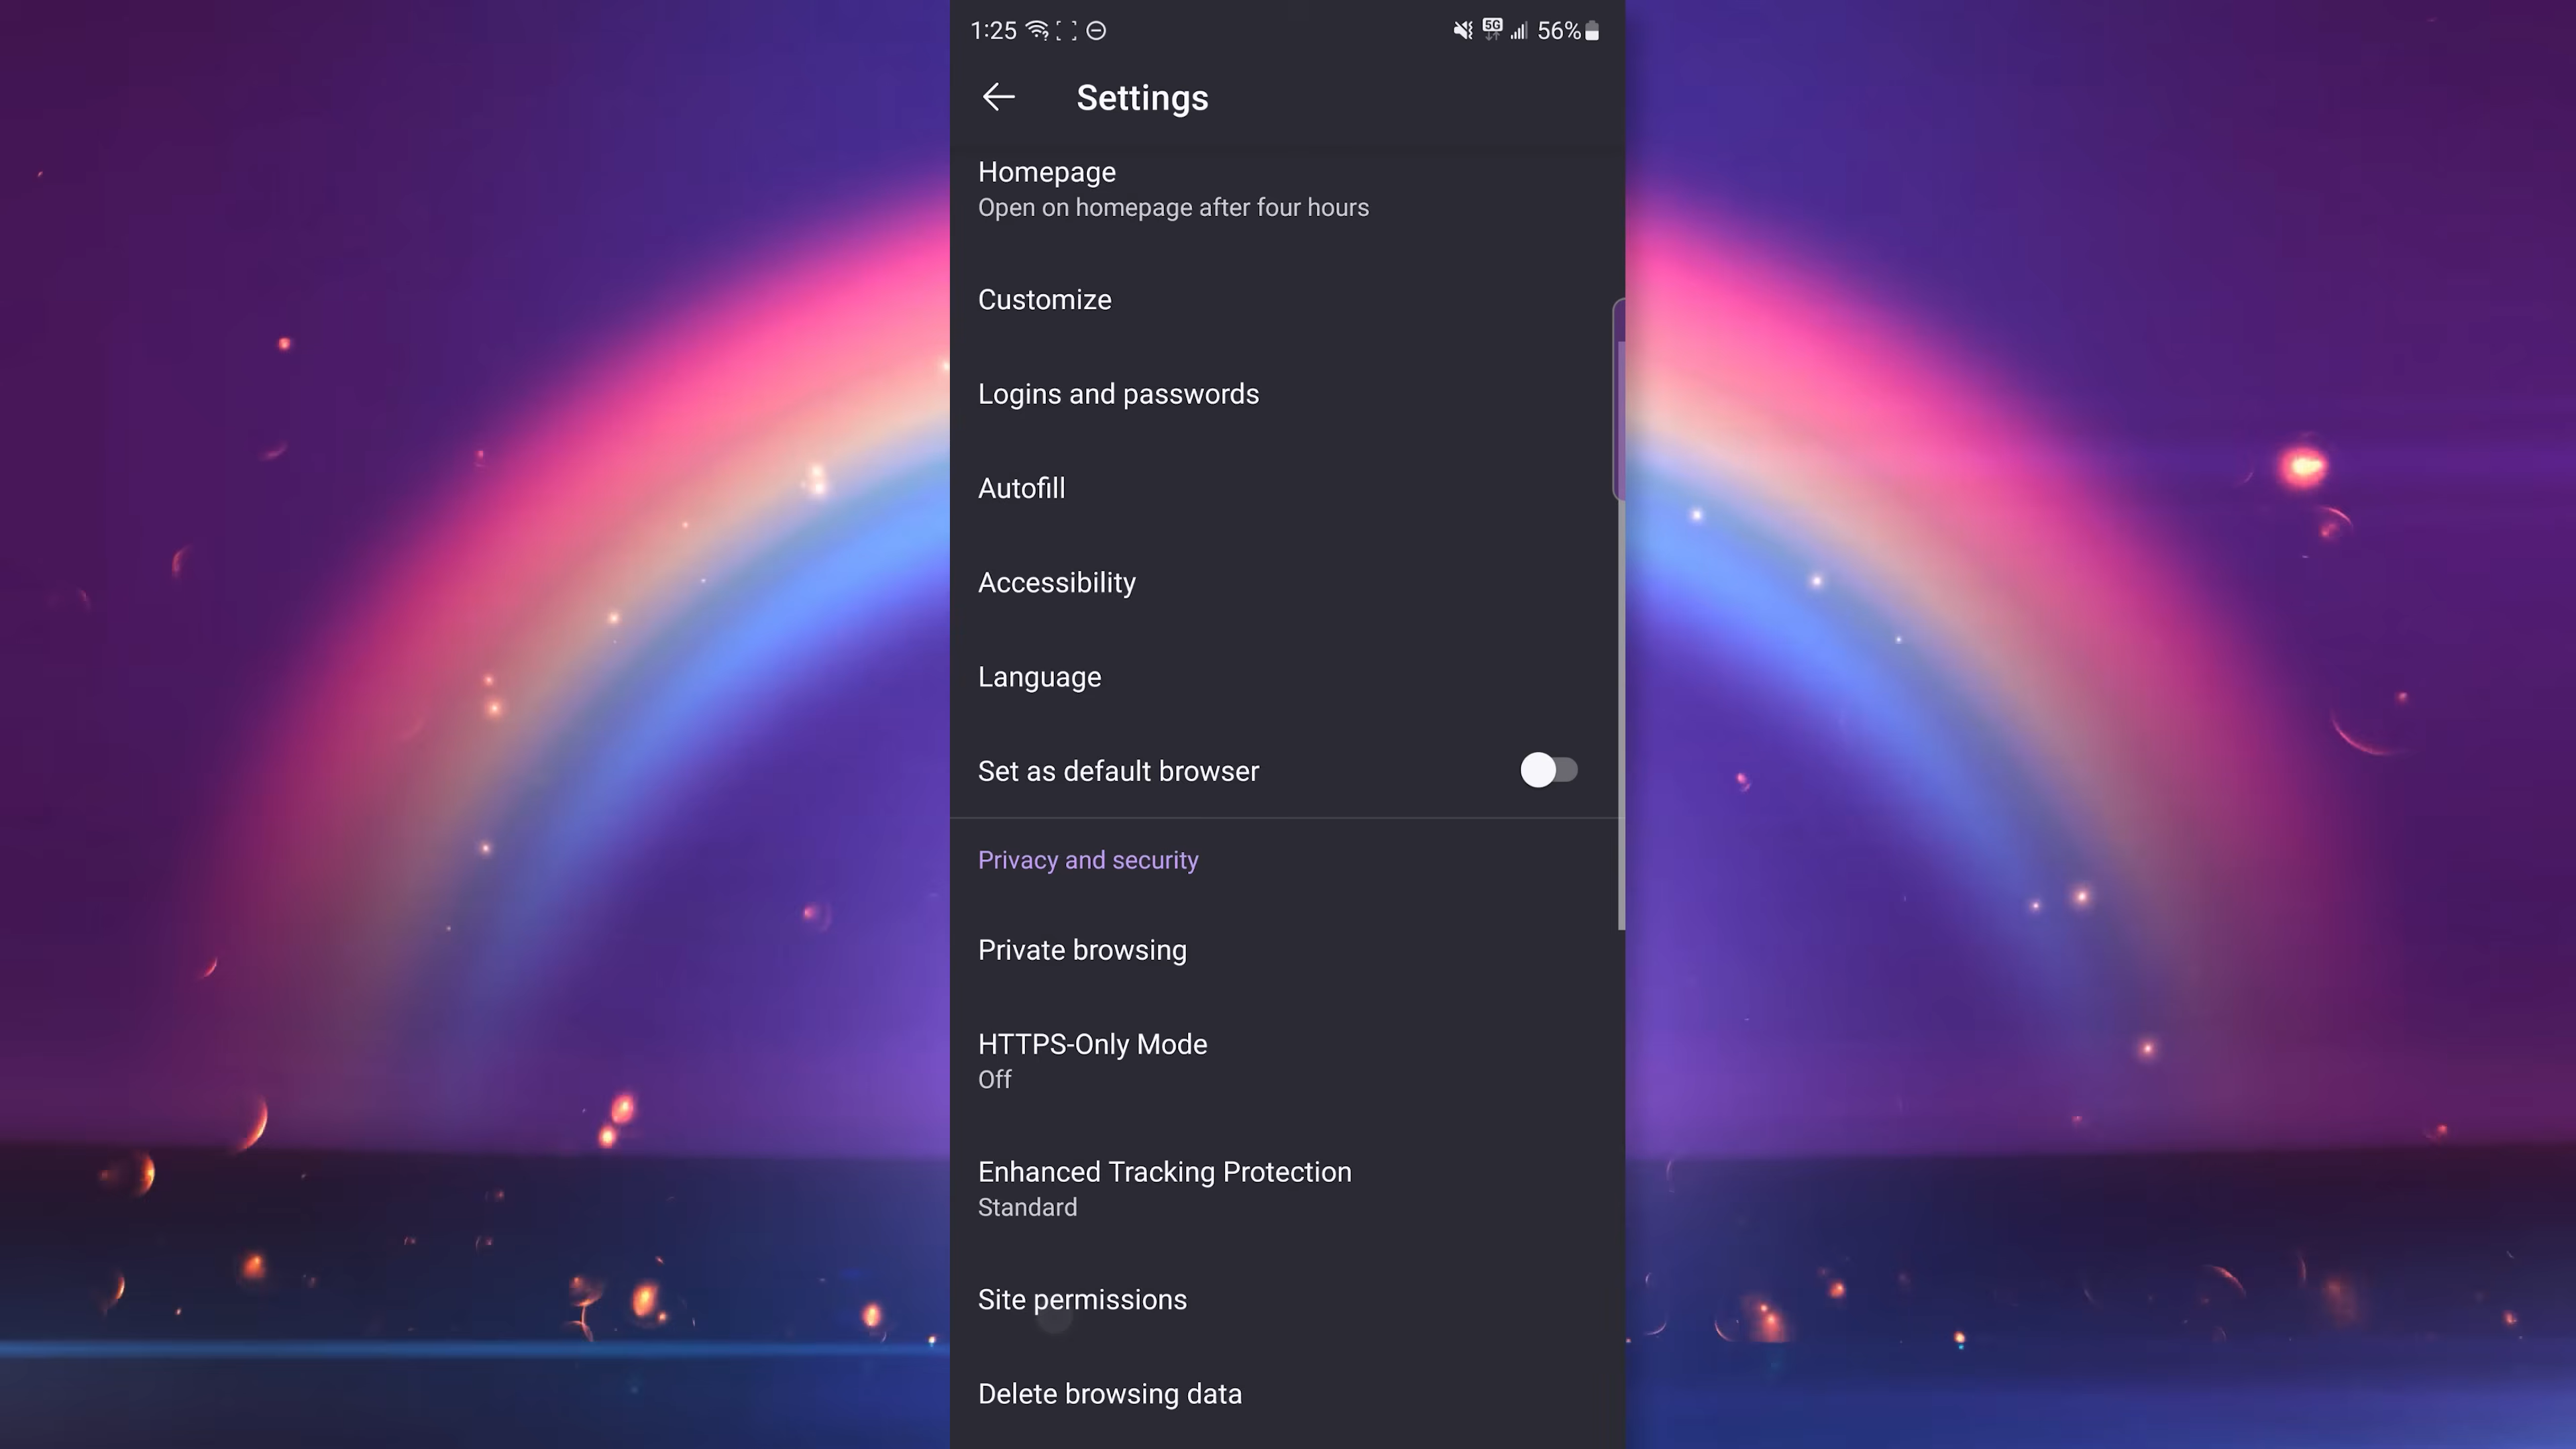 1:25 5G 56%
Settings
Homepage
Open on homepage after four hours
Customize
Logins and passwords
Autofill
Accessibility
Language
Set as default browser
Privacy and security
Private browsing
HTTPS-Only Mode
Off
Enhanced Tracking Protection
Standard
Site permissions
Delete browsing data